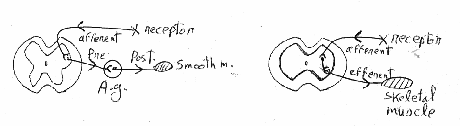 receptor
afferent
Pre. Post. Smooth m.
A.g.
receptor
afferent
efferent
skeletal
muscle